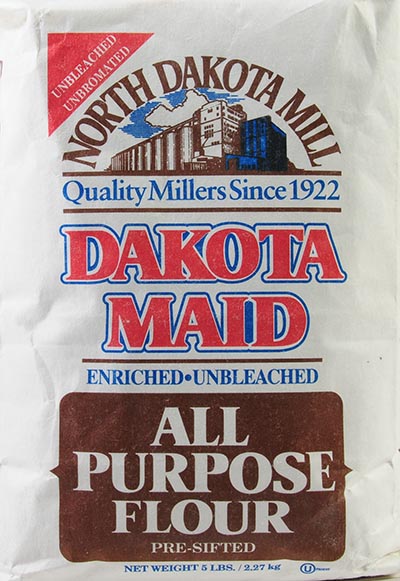 UNBLEACHED
UNBROMATED
NORTH DAKOTA MILL
Quality Millers Since 1922
DAKOTA
MAID
ENRICHED•UNBLEACHED
ALL
PURPOSE
FLOUR
PRE-SIFTED
NET WEIGHT 5 LBS. / 2.27 kg
U